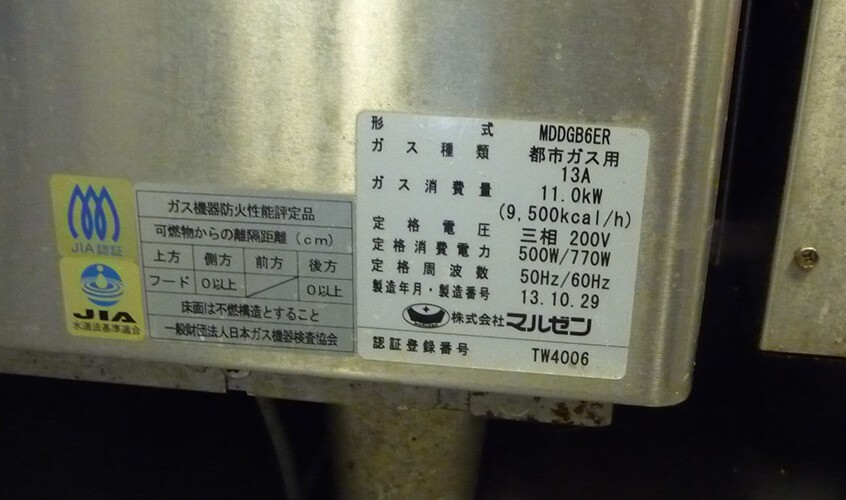 JIA認証
JIA
水道法基準適合
ガス機器防火性能評定品
可燃物からの離隔距離(cm)
上方 側方 前方 後方
フード 0以上 0以上
床面は不燃構造とすること
一般財団法人日本ガス機器検査協会
形式 MDDGB6ER
ガス種類 都市ガス用
13A
ガス消費量 11.0kW
(9,500kcal/h)
定格電圧 三相 200V
定格消費電力 500W/770W
定格周波数 50Hz/60Hz
製造年月・製造番号 13.10.29
株式会社マルゼン
認証登録番号 TW4006